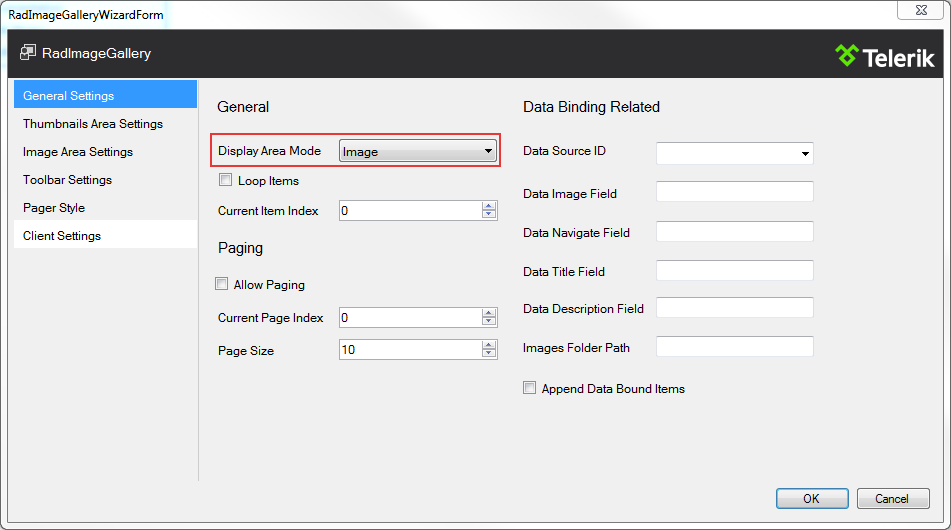 RadImageGalleryWizardForm
RadImageGallery
Telerik
General Settings
Thumbnails Area Settings
Image Area Settings
Toolbar Settings
Pager Style
Client Settings
General
Display Area Mode Image
Loop Items
Current Item Index 0
Paging
Allow Paging
Current Page Index 0
Page Size 10
Data Binding Related
Data Source ID
Data Image Field
Data Navigate Field
Data Title Field
Data Description Field
Images Folder Path
Append Data Bound Items
OK Cancel